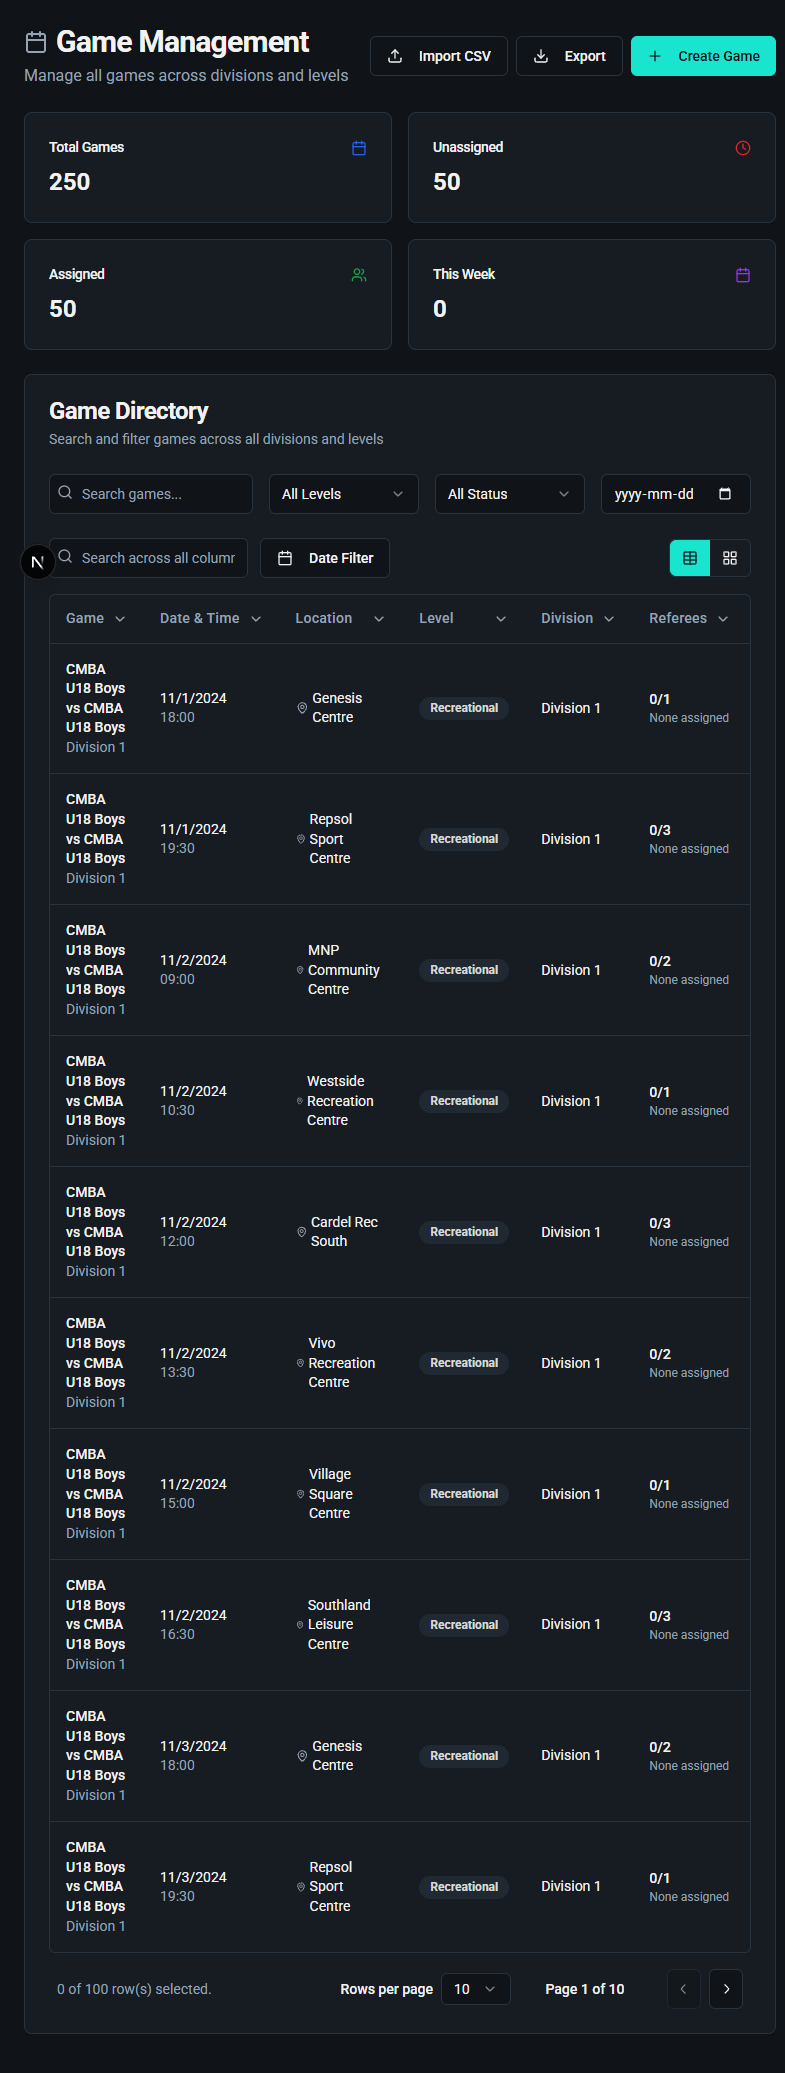 Game Management
Manage all games across divisions and levels
Import CSV
Export
Create Game
Total Games
250
Unassigned
50
Assigned
50
This Week
0
Game Directory
Search and filter games across all divisions and levels
Search games...
All Levels
All Status
yyyy-mm-dd
N
Search across all columr
Date Filter
Game Date & Time Location Level Division Referees
CMBA
U18 Boys
vs CMBA
U18 Boys
Division 1
11/1/2024
18:00
Genesis
Centre
Recreational
Division 1
0/1
None assigned
CMBA
U18 Boys
vs CMBA
U18 Boys
Division 1
11/1/2024
19:30
Repsol
Sport
Centre
Recreational
Division 1
0/3
None assigned
CMBA
U18 Boys
vs CMBA
U18 Boys
Division 1
11/2/2024
09:00
MNP
Community
Centre
Recreational
Division 1
0/2
None assigned
CMBA
U18 Boys
vs CMBA
U18 Boys
Division 1
11/2/2024
10:30
Westside
Recreation
Centre
Recreational
Division 1
0/1
None assigned
CMBA
U18 Boys
vs CMBA
U18 Boys
Division 1
11/2/2024
12:00
Cardel Rec
South
Recreational
Division 1
0/3
None assigned
CMBA
U18 Boys
vs CMBA
U18 Boys
Division 1
11/2/2024
13:30
Vivo
Recreation
Centre
Recreational
Division 1
0/2
None assigned
CMBA
U18 Boys
vs CMBA
U18 Boys
Division 1
11/2/2024
15:00
Village
Square
Centre
Recreational
Division 1
0/1
None assigned
CMBA
U18 Boys
vs CMBA
U18 Boys
Division 1
11/2/2024
16:30
Southland
Leisure
Centre
Recreational
Division 1
0/3
None assigned
CMBA
U18 Boys
vs CMBA
U18 Boys
Division 1
11/3/2024
18:00
Genesis
Centre
Recreational
Division 1
0/2
None assigned
CMBA
U18 Boys
vs CMBA
U18 Boys
Division 1
11/3/2024
19:30
Repsol
Sport
Centre
Recreational
Division 1
0/1
None assigned
0 of 100 row(s) selected.
Rows per page
10
Page 1 of 10